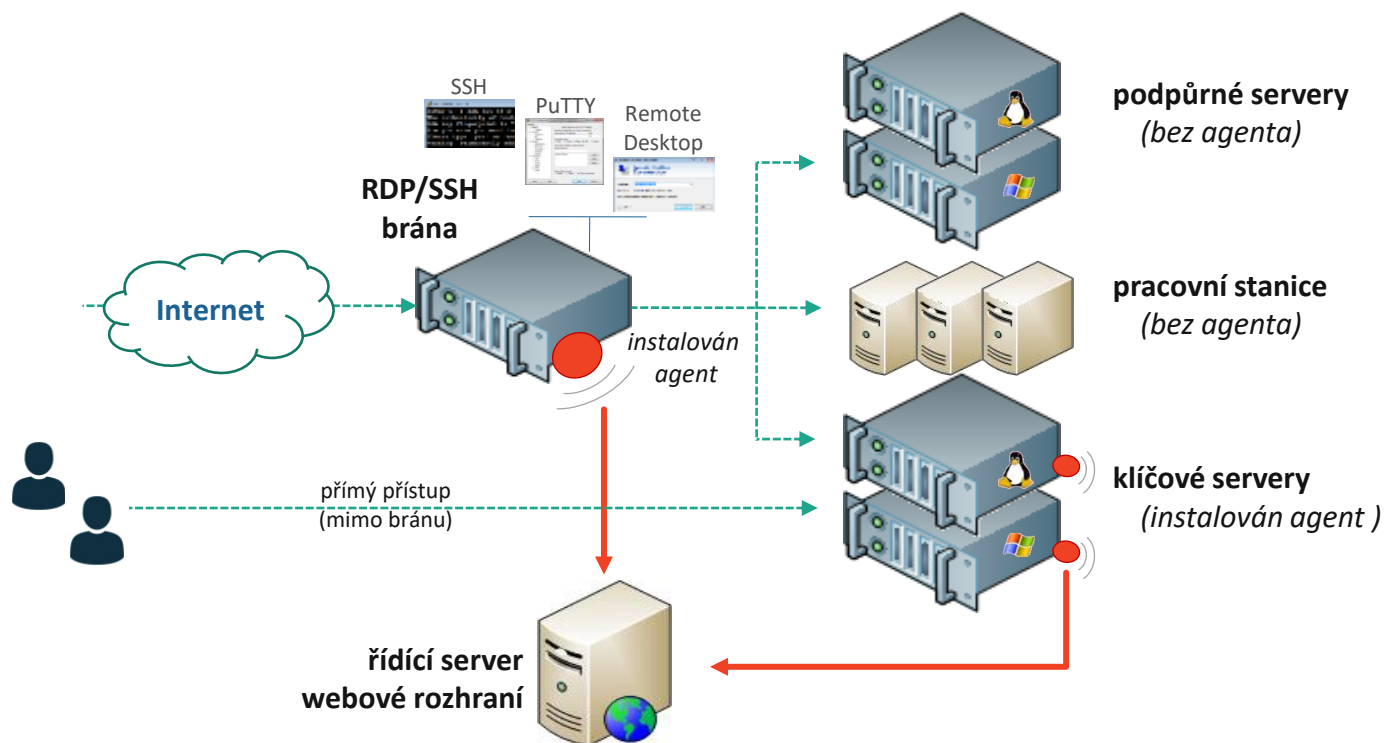 SSH
PuTTY
Remote
Desktop
RDP/SSH
brána
Internet
instalován
agent
podpůrné servery
(bez agenta)
pracovní stanice
(bez agenta)
klíčové servery
(instalován agent )
přímý přístup
(mimo bránu)
řídící server
webové rozhraní